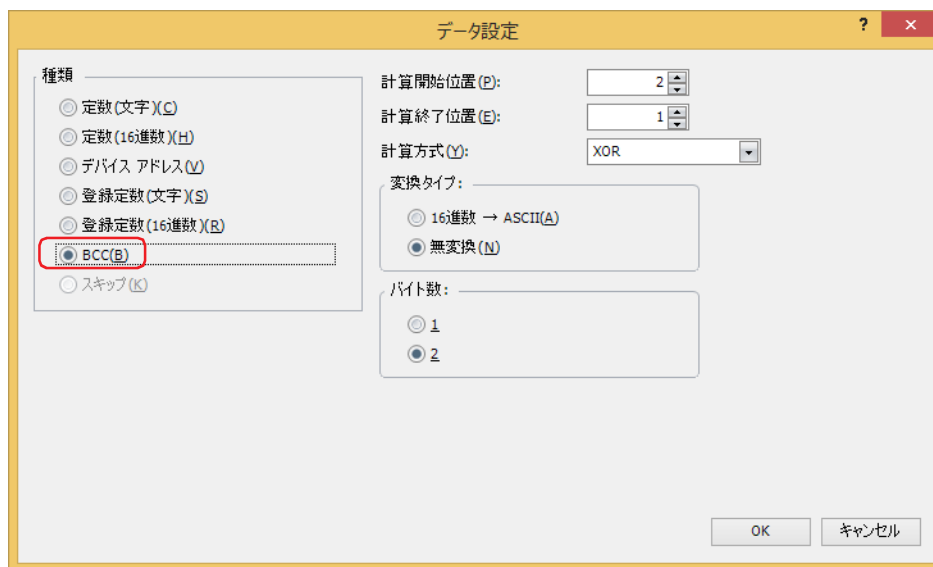 データ設定
?
×
種類
定数(文字)(C)
定数(16進数)(H)
デバイス アドレス(V)
登録定数(文字)(S)
登録定数(16進数)(R)
BCC(B)
スキップ(K)
計算開始位置(P):
2
計算終了位置(E):
1
計算方式(Y):
XOR
変換タイプ:
16進数 → ASCII(A)
無変換(N)
バイト数:
1
2
OK
キャンセル